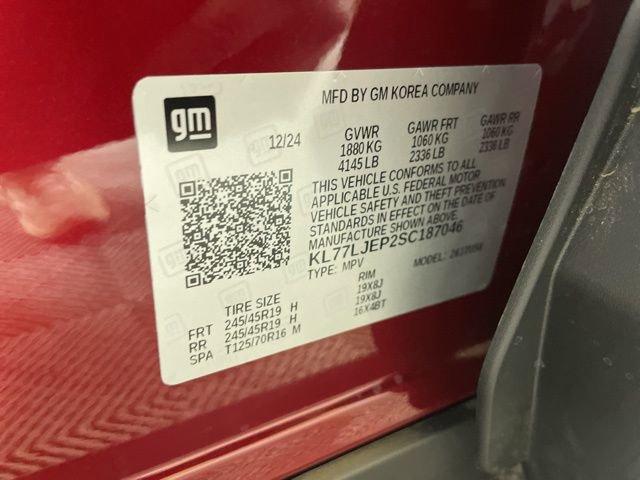 gm
MFD BY GM KOREA COMPANY
12/24
GVWR GAWR FRT GAWR RR
1880 KG 1060 KG 1060 KG
4145 LB 2336 LB 2336 LB
THIS VEHICLE CONFORMS TO ALL
APPLICABLE U.S. FEDERAL MOTOR
VEHICLE SAFETY AND THEFT PREVENTION
STANDARDS IN EFFECT ON THE DATE OF
MANUFACTURE SHOWN ABOVE.
KL77LJEP2SC187046
TYPE: MPV MODEL:
TIRE SIZE RIM
FRT 245/45R19 H 19X8J
RR 245/45R19 H 19X8J
SPA T125/70R16 M 16X4BT